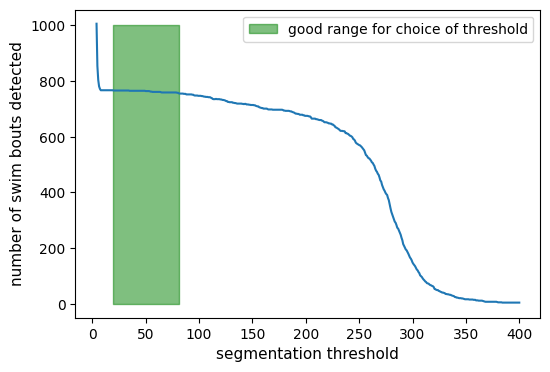 good range for choice of threshold
number of swim bouts detected
1000
800
600
400
200
0
0 50 100 150 200 250 300 350 400
segmentation threshold